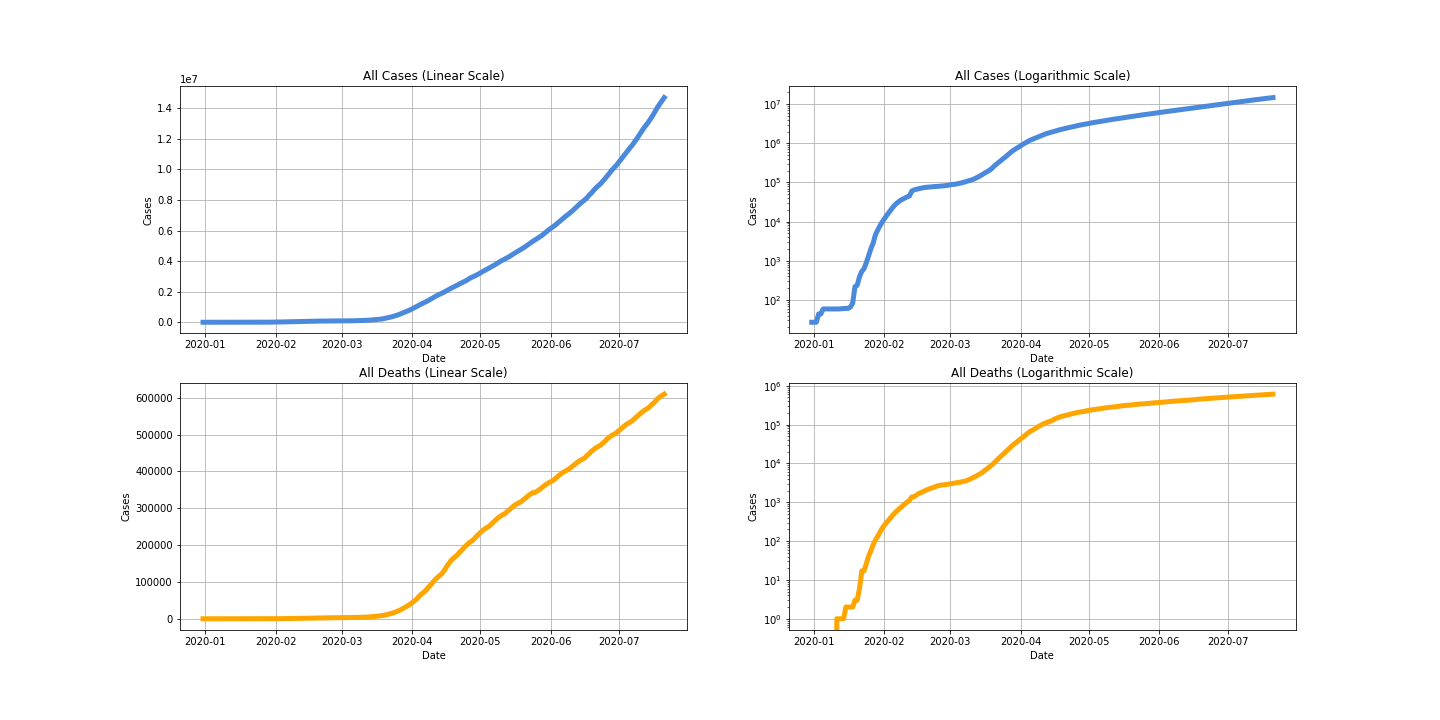 All Cases (Linear Scale)
1e7
1.4
1.2
1.0
0.8
0.6
0.4
0.2
0.0
Cases
2020-01 2020-02 2020-03 2020-04 2020-05 2020-06 2020-07
Date
All Cases (Logarithmic Scale)
10⁷
10⁶
10⁵
10⁴
10³
10²
Cases
2020-01 2020-02 2020-03 2020-04 2020-05 2020-06 2020-07
Date
All Deaths (Linear Scale)
600000
500000
400000
300000
200000
100000
0
Cases
2020-01 2020-02 2020-03 2020-04 2020-05 2020-06 2020-07
Date
All Deaths (Logarithmic Scale)
10⁶
10⁵
10⁴
10³
10²
10¹
10⁰
Cases
2020-01 2020-02 2020-03 2020-04 2020-05 2020-06 2020-07
Date